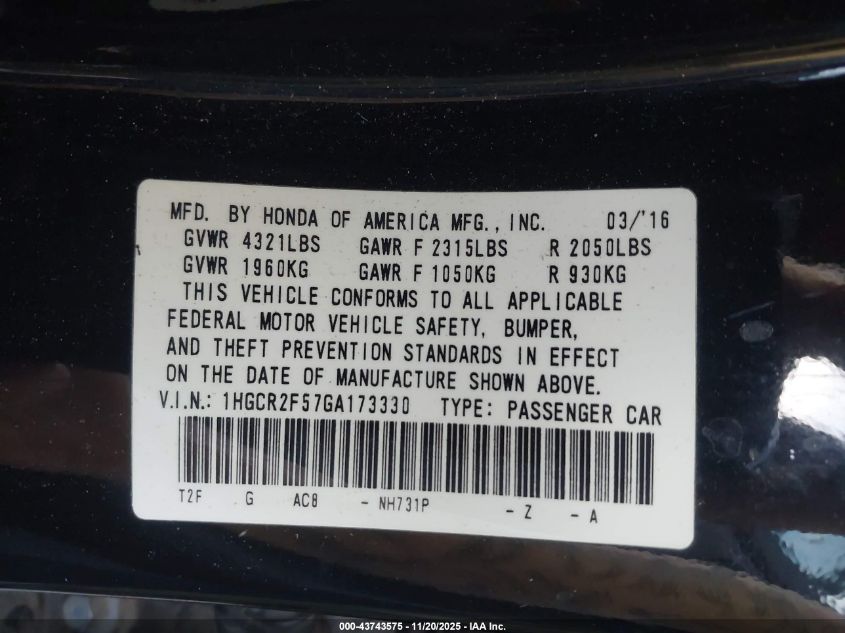 MFD. BY HONDA OF AMERICA MFG., INC. 03/'16
GVWR 4321LBS GAWR F 2315LBS R 2050LBS
GVWR 1960KG GAWR F 1050KG R 930KG
THIS VEHICLE CONFORMS TO ALL APPLICABLE
FEDERAL MOTOR VEHICLE SAFETY, BUMPER,
AND THEFT PREVENTION STANDARDS IN EFFECT
ON THE DATE OF MANUFACTURE SHOWN ABOVE.
V.I.N.: 1HGCR2F57GA173330 TYPE: PASSENGER CAR
T2F G AC8 - NH731P - Z - A
000-43743575 - 11/20/2025 - IAA Inc.